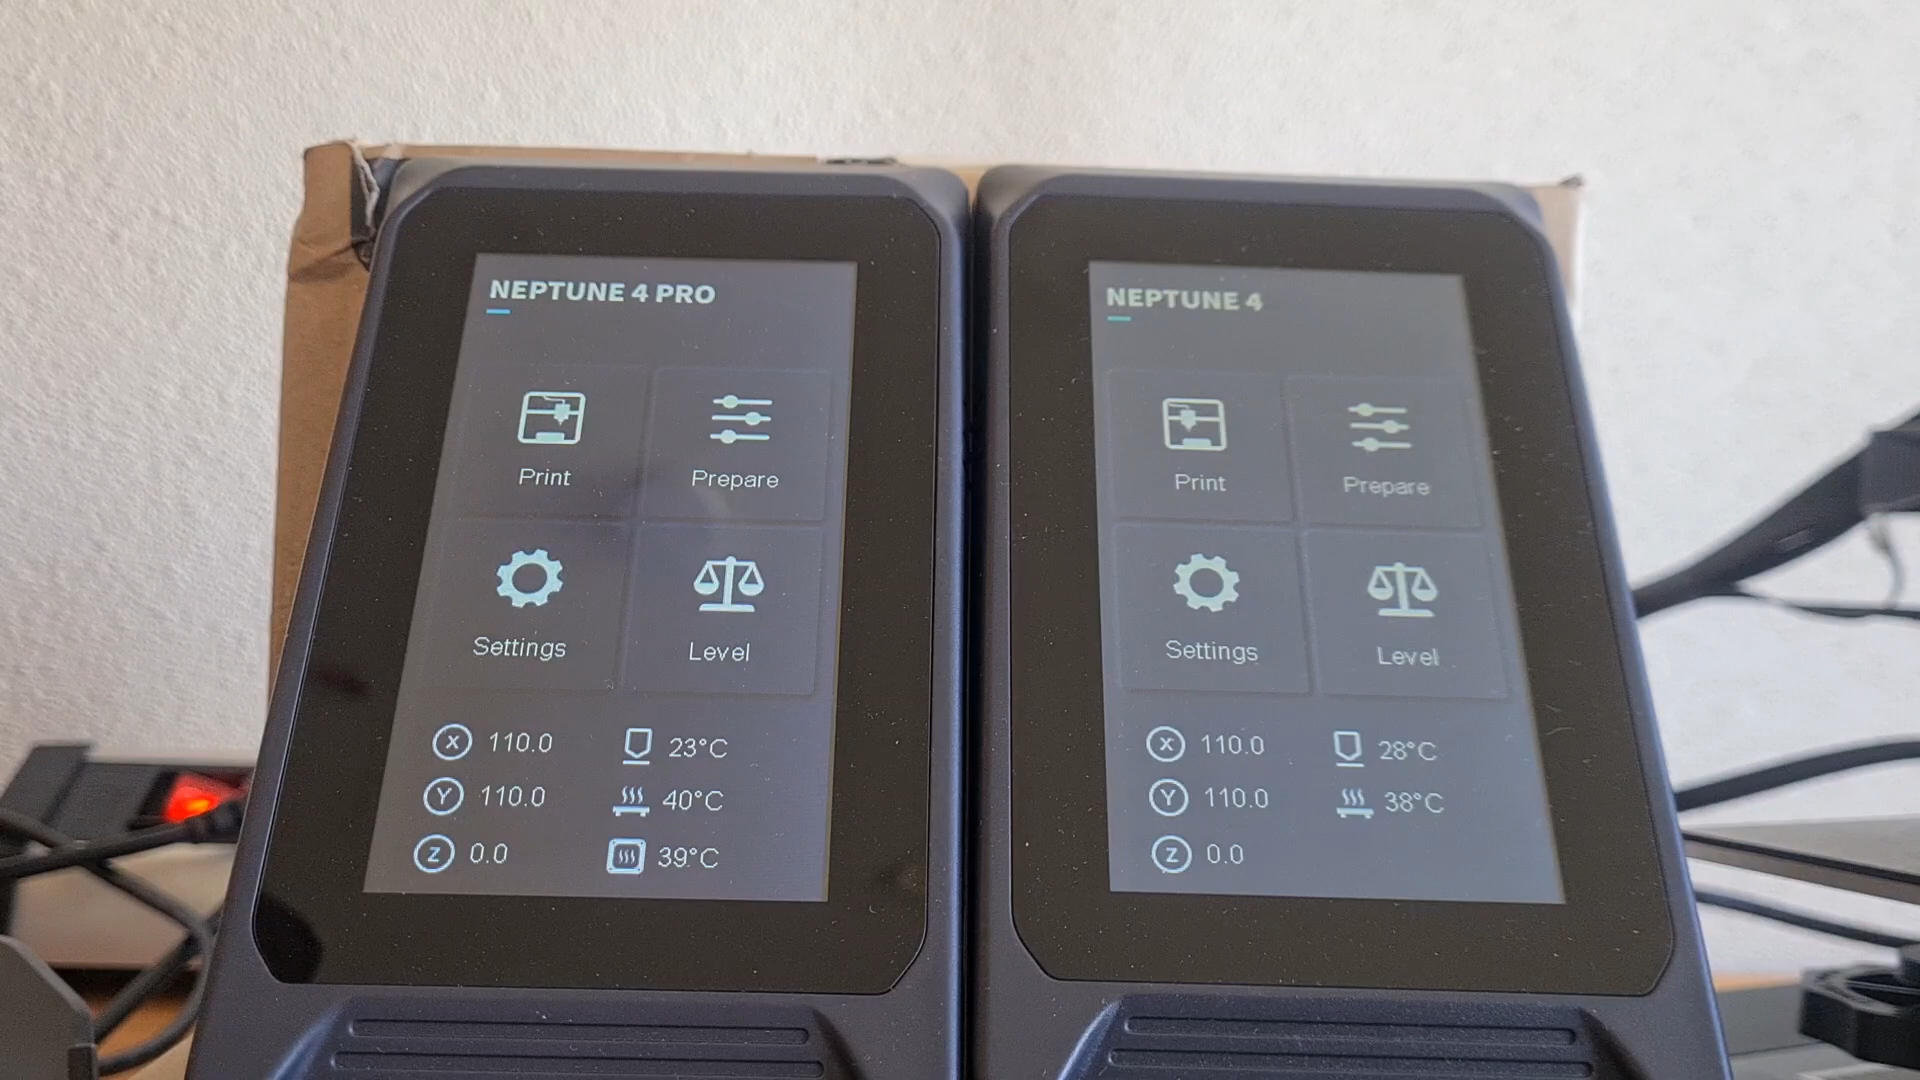 NEPTUNE 4 PRO
Print
Prepare
Settings
Level
X 110.0
23°C
Y 110.0
40°C
Z 0.0
39°C
NEPTUNE 4
Print
Prepare
Settings
Level
X 110.0
28°C
Y 110.0
38°C
Z 0.0